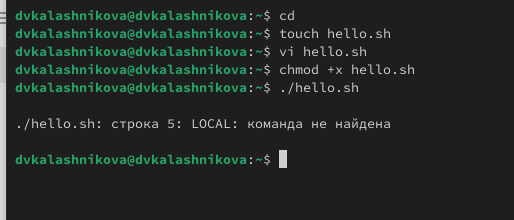 dvkalashnikova@dvkalashnikova:~$ cd
dvkalashnikova@dvkalashnikova:~$ touch hello.sh
dvkalashnikova@dvkalashnikova:~$ vi hello.sh
dvkalashnikova@dvkalashnikova:~$ chmod +x hello.sh
dvkalashnikova@dvkalashnikova:~$ ./hello.sh
./hello.sh: строка 5: LOCAL: команда не найдена
dvkalashnikova@dvkalashnikova:~$